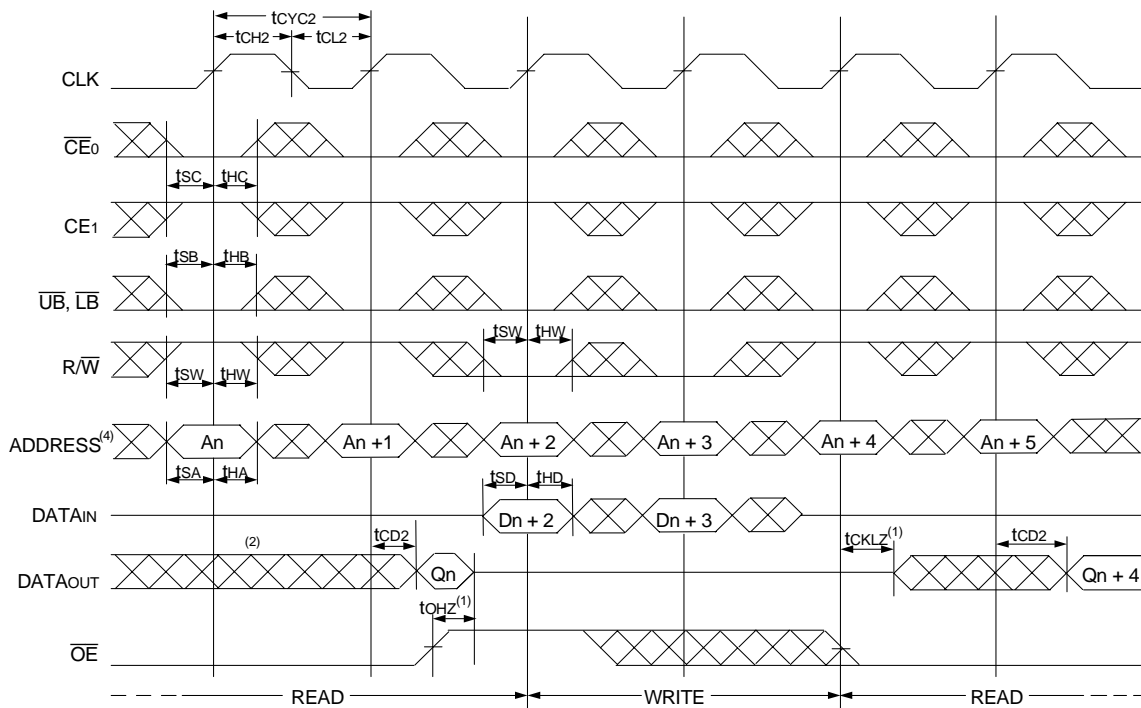 tCYC2
tCH2 tCL2
CLK
CE0
tSC tHC
CE1
tSB tHB
UB, LB
tSW tHW
R/W
tSW tHW
ADDRESS(4) An An +1 An + 2 An + 3 An + 4 An + 5
tSA tHA tSD tHD
DATAIN Dn + 2 Dn + 3
(2) tCD2 tCKLZ(1) tCD2
DATAOUT Qn Qn + 4
tOHZ(1)
OE
READ WRITE READ